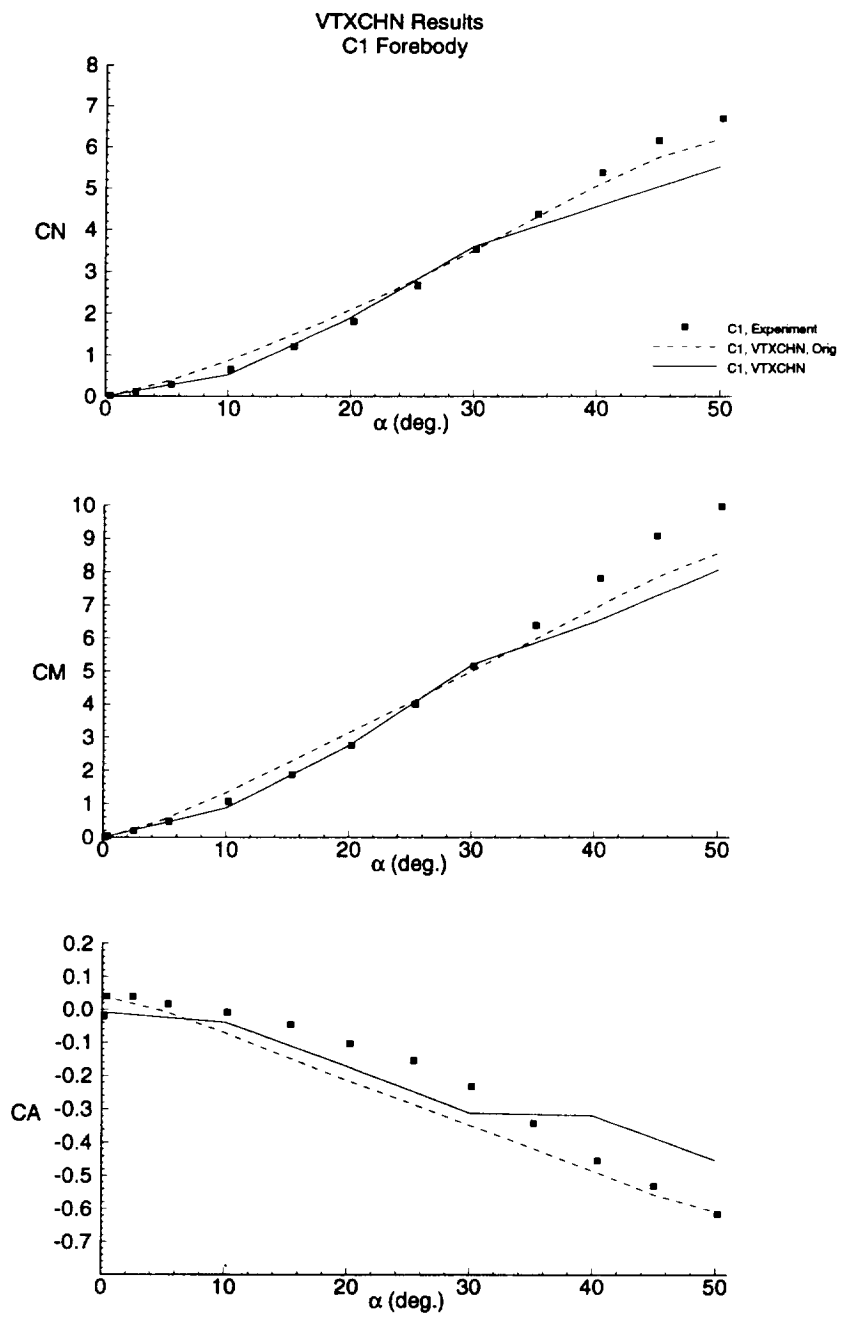 VTXCHN Results
C1 Forebody
8
7
6
5
4
3
2
1
0
CN
0 10 20 30 40 50
α (deg.)
C1, Experiment
C1, VTXCHN, Orig
C1, VTXCHN
10
9
8
7
6
5
4
3
2
1
0
CM
0 10 20 30 40 50
α (deg.)
0.2
0.1
0.0
-0.1
-0.2
-0.3
-0.4
-0.5
-0.6
-0.7
CA
0 10 20 30 40 50
α (deg.)